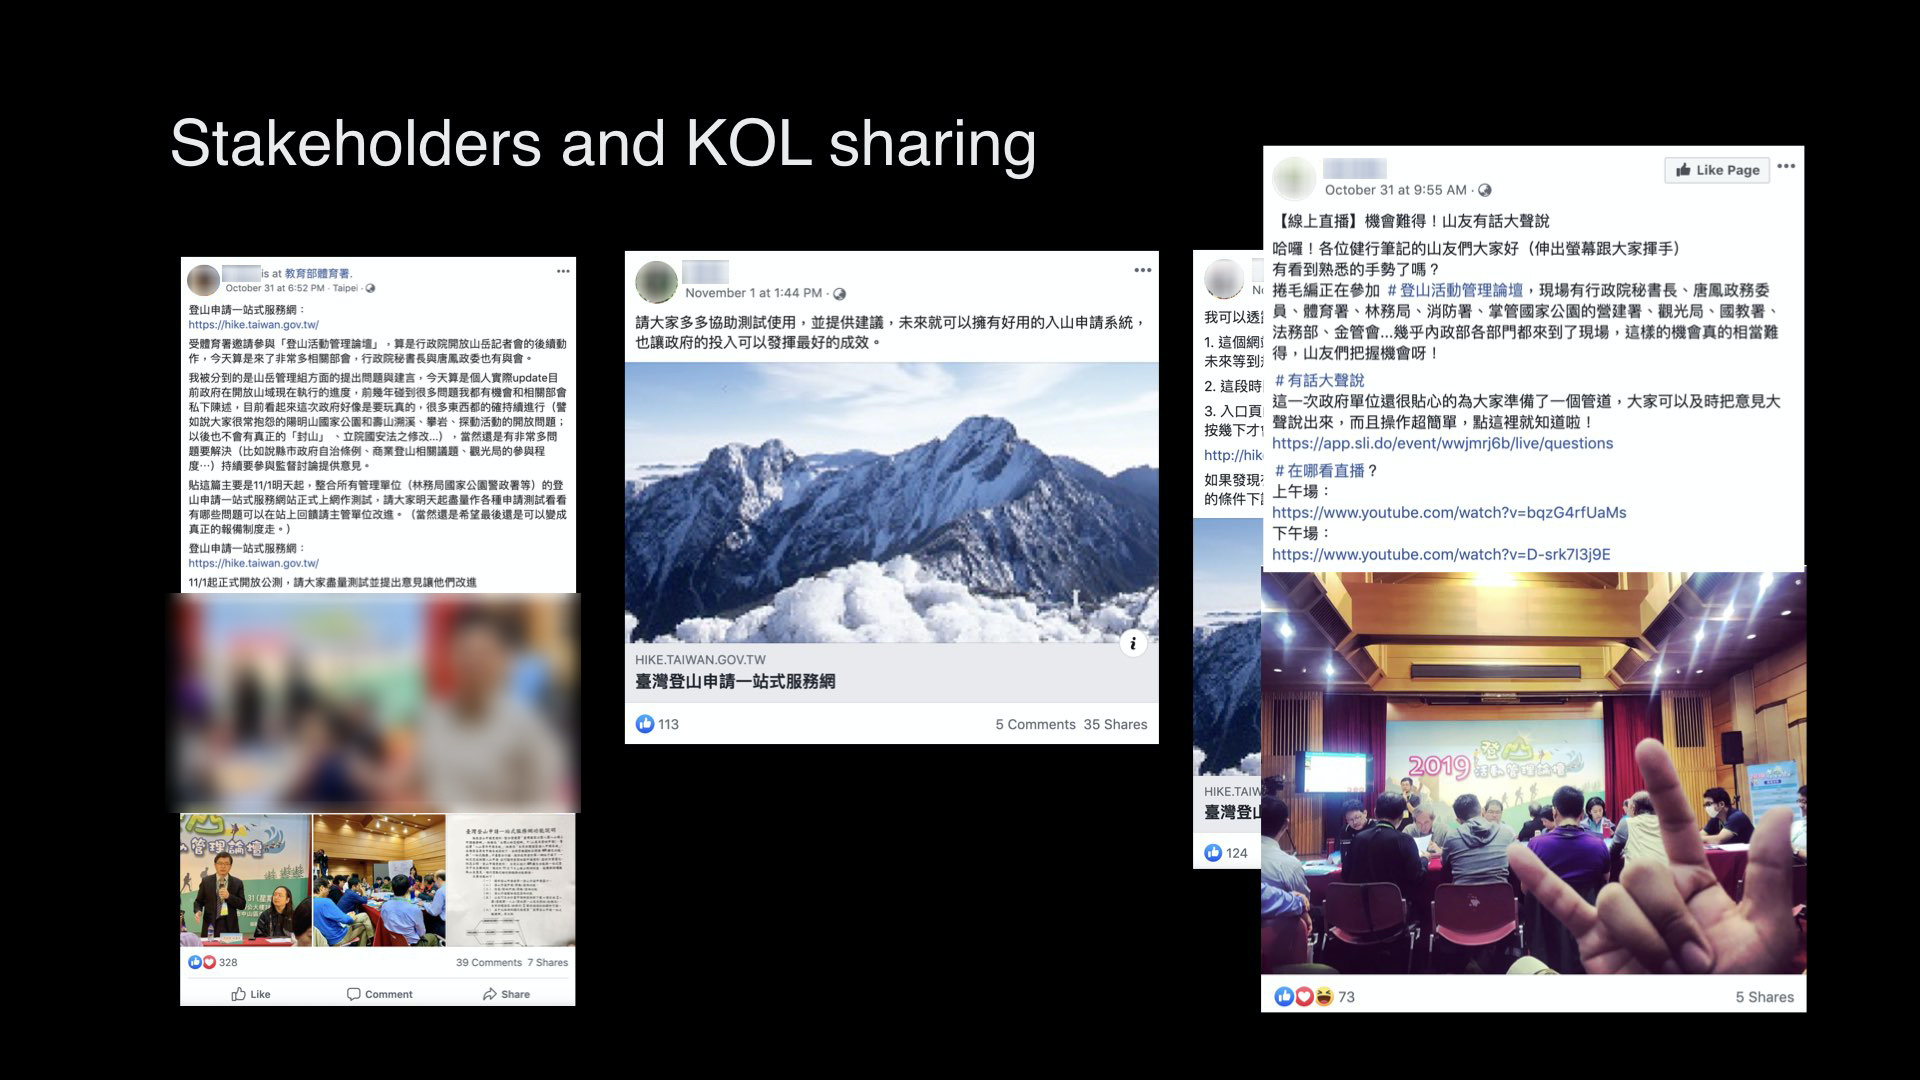 Stakeholders and KOL sharing
is at 教育部體育署.
October 31 at 6:52 PM · Taipei ·
登山申請一站式服務網：
https://hike.taiwan.gov.tw/
受體育署邀請參與「登山活動管理論壇」，算是行政院開放山岳記者會的後續動
作，今天算是來了非常多相關部會，行政院秘書長與唐鳳政委也有與會。
我被分到的是山岳管理組方面的提出問題與建言，今天算是個人實際update目
前政府在開放山域現在執行的進度，前幾年碰到很多問題我都有機會和相關部會
私下陳述，目前看起來這次政府好像是要玩真的，很多東西都的確持續進行（譬
如說大家很常抱怨的陽明山國家公園和壽山溯溪、攀岩、探勘活動的開放問題；
以後也不會有真正的「封山」、立院國安法之修改...），當然還是有非常多問
題要解決（比如說縣市政府自治條例、商業登山相關議題、觀光局的參與程
度…）持續要參與監督討論提供意見。
貼這篇主要是11/1明天起，整合所有管理單位（林務局國家公園警政署等）的登
山申請一站式服務網站正式上網作測試，請大家明天起盡量作各種申請測試看看
有哪些問題可以在站上回饋請主管單位改進。（當然還是希望最後還是可以變成
真正的報備制度走。）
登山申請一站式服務網：
https://hike.taiwan.gov.tw/
11/1起正式開放公測，請大家盡量測試並提出意見讓他們改進
管理論壇
臺灣登山申請一站式服務網功能說明
328
39 Comments 7 Shares
Like Comment Share
November 1 at 1:44 PM ·
請大家多多協助測試使用，並提供建議，未來就可以擁有好用的入山申請系統，
也讓政府的投入可以發揮最好的成效。
HIKE.TAIWAN.GOV.TW
臺灣登山申請一站式服務網
113
5 Comments 35 Shares
No
我可以透
1. 這個網
未來等到
2. 這段時
3. 入口頁
按幾下才
http://hik
如果發現
的條件下
HIKE.TAIW
臺灣登山
124
October 31 at 9:55 AM ·
Like Page
【線上直播】機會難得！山友有話大聲說
哈囉！各位健行筆記的山友們大家好（伸出螢幕跟大家揮手）
有看到熟悉的手勢了嗎？
捲毛編正在參加 #登山活動管理論壇，現場有行政院秘書長、唐鳳政務委
員、體育署、林務局、消防署、掌管國家公園的營建署、觀光局、國教署、
法務部、金管會...幾乎內政部各部門都來到了現場，這樣的機會真的相當難
得，山友們把握機會呀！
#有話大聲說
這一次政府單位還很貼心的為大家準備了一個管道，大家可以及時把意見大
聲說出來，而且操作超簡單，點這裡就知道啦！
https://app.sli.do/event/wwjmrj6b/live/questions
#在哪看直播？
上午場：
https://www.youtube.com/watch?v=bqzG4rfUaMs
下午場：
https://www.youtube.com/watch?v=D-srk7I3j9E
2019 登山
活動管理論壇
73
5 Shares